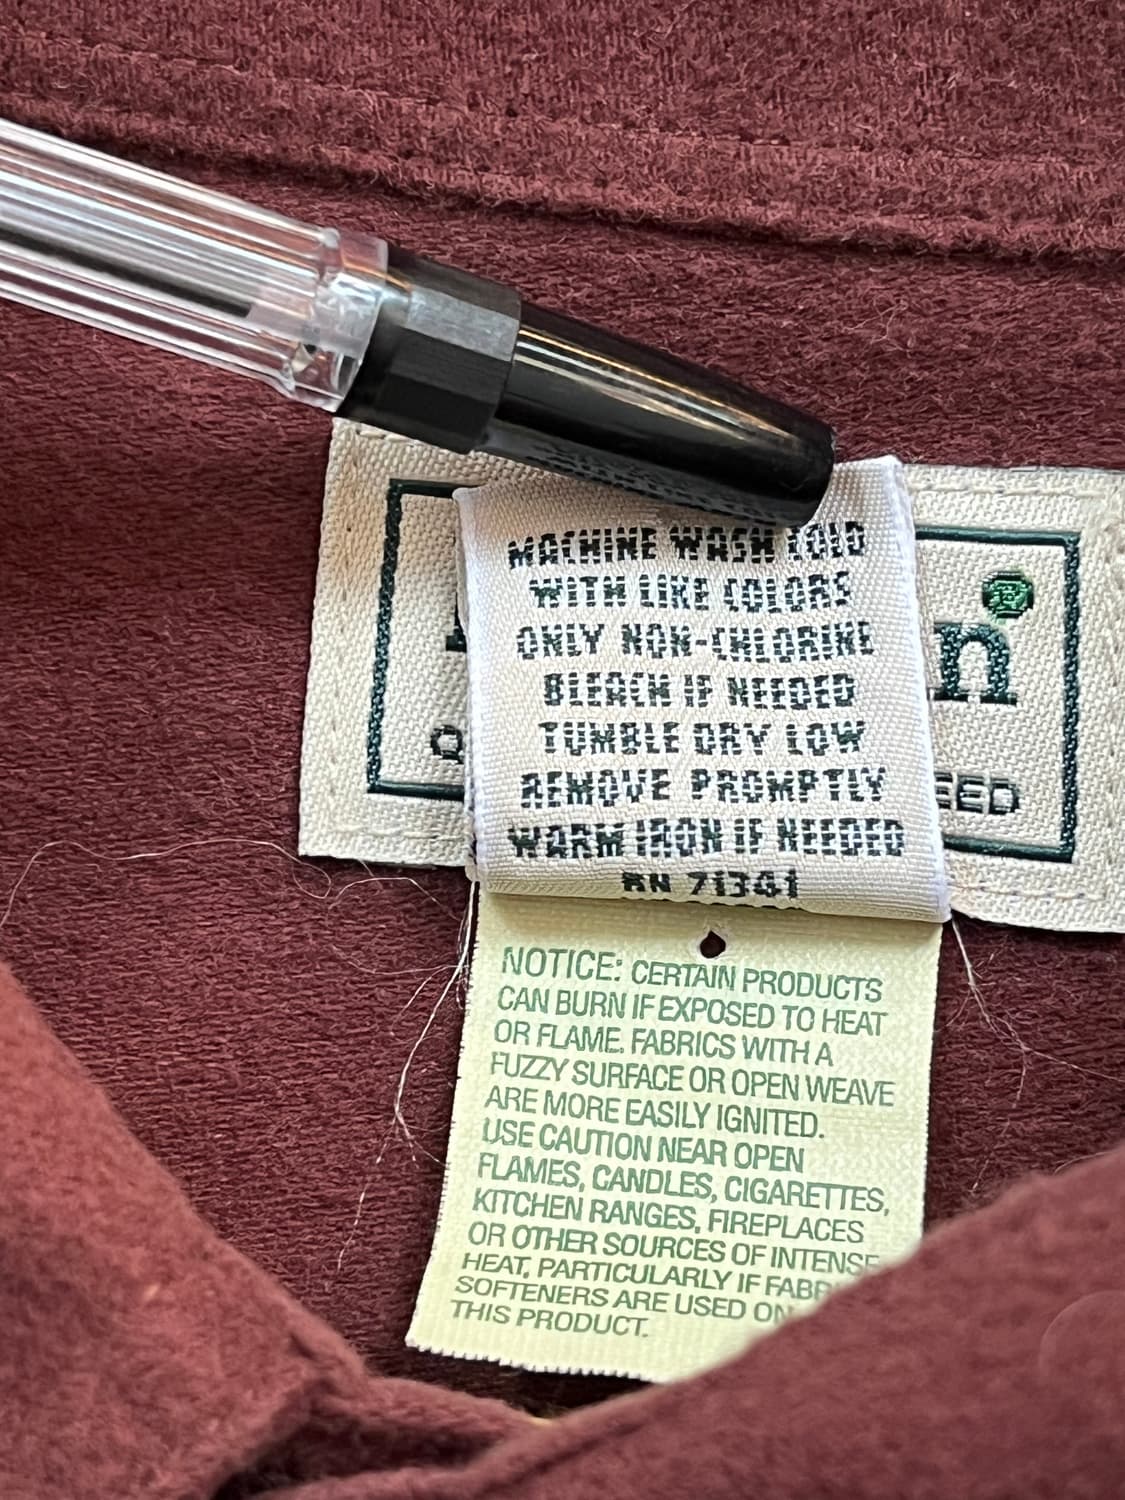 MACHINE WASH COLD
WITH LIKE COLORS
ONLY NON-CHLORINE
BLEACH IF NEEDED
TUMBLE DRY LOW
REMOVE PROMPTLY
WARM IRON IF NEEDED
RN 71341
n®
Q
EED
NOTICE: CERTAIN PRODUCTS
CAN BURN IF EXPOSED TO HEAT
OR FLAME. FABRICS WITH A
FUZZY SURFACE OR OPEN WEAVE
ARE MORE EASILY IGNITED.
USE CAUTION NEAR OPEN
FLAMES, CANDLES, CIGARETTES,
KITCHEN RANGES, FIREPLACES
OR OTHER SOURCES OF INTENSE
HEAT, PARTICULARLY IF FABR
SOFTENERS ARE USED ON
THIS PRODUCT.